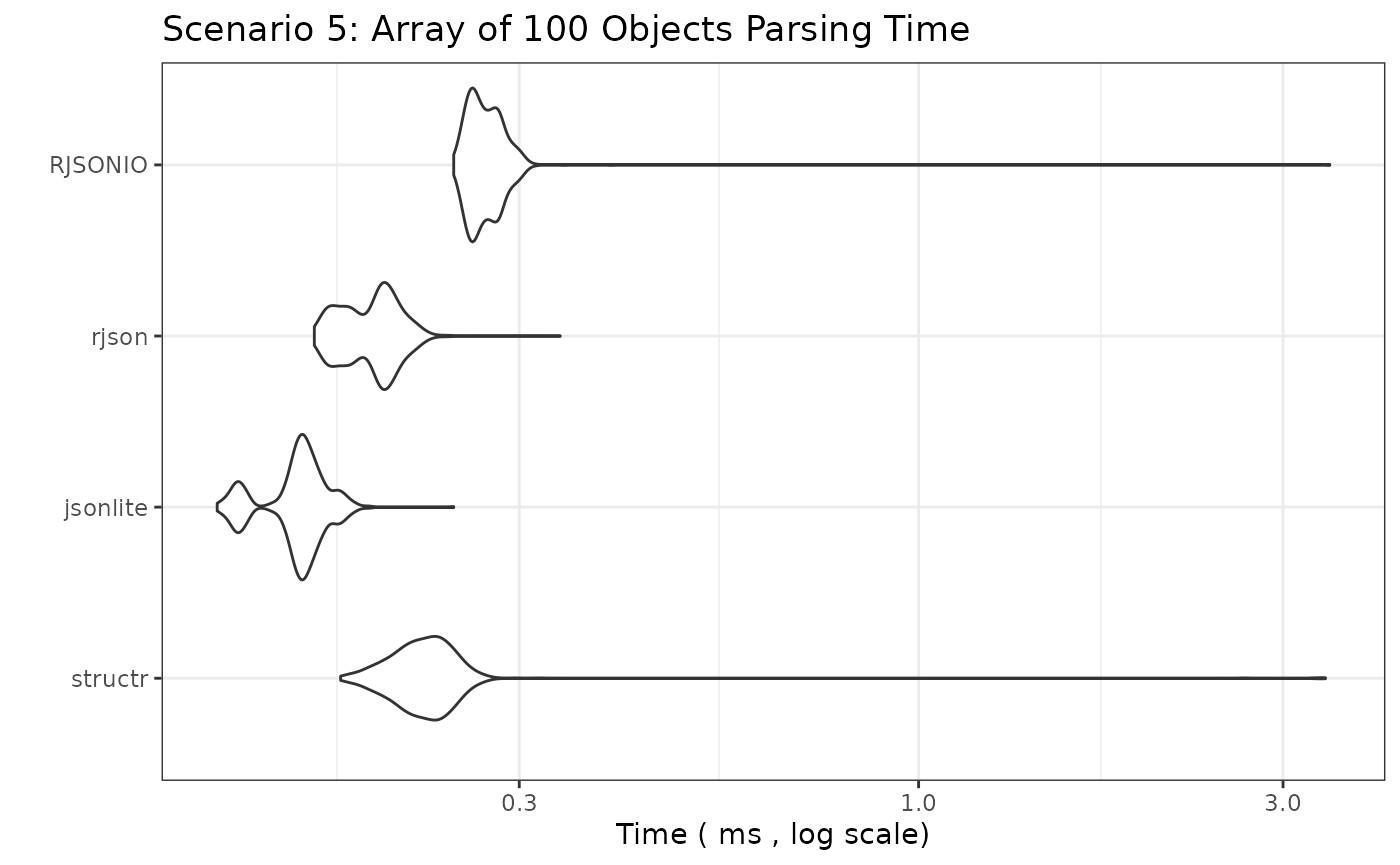 Scenario 5: Array of 100 Objects Parsing Time
RJSONIO
rjson
jsonlite
structr
0.3 1.0 3.0
Time ( ms , log scale)